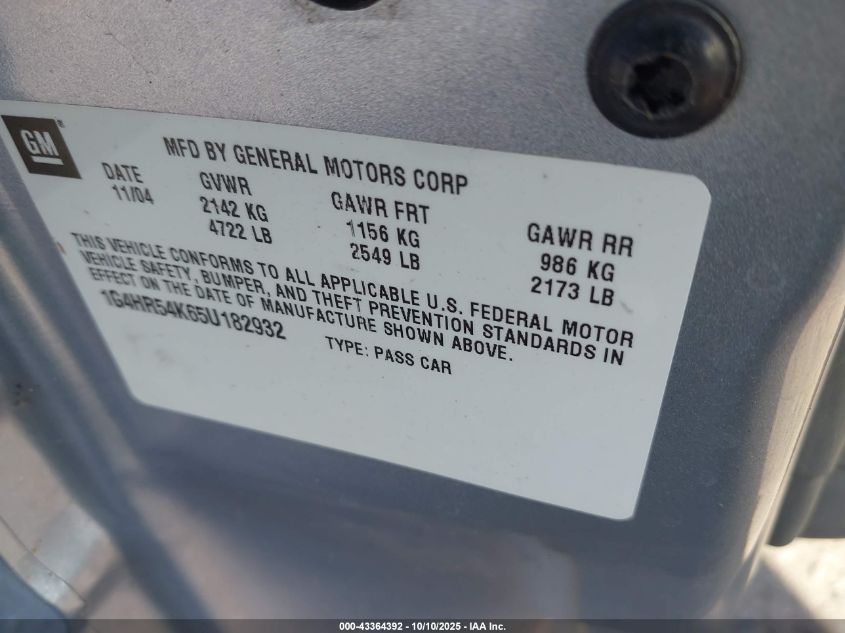 GM®
MFD BY GENERAL MOTORS CORP
DATE GVWR GAWR FRT GAWR RR
11/04 2142 KG 1156 KG 986 KG
4722 LB 2549 LB 2173 LB
THIS VEHICLE CONFORMS TO ALL APPLICABLE U.S. FEDERAL MOTOR
VEHICLE SAFETY, BUMPER, AND THEFT PREVENTION STANDARDS IN
EFFECT ON THE DATE OF MANUFACTURE SHOWN ABOVE.
1G4HR54K65U182932 TYPE: PASS CAR
000-43364392 - 10/10/2025 - IAA Inc.